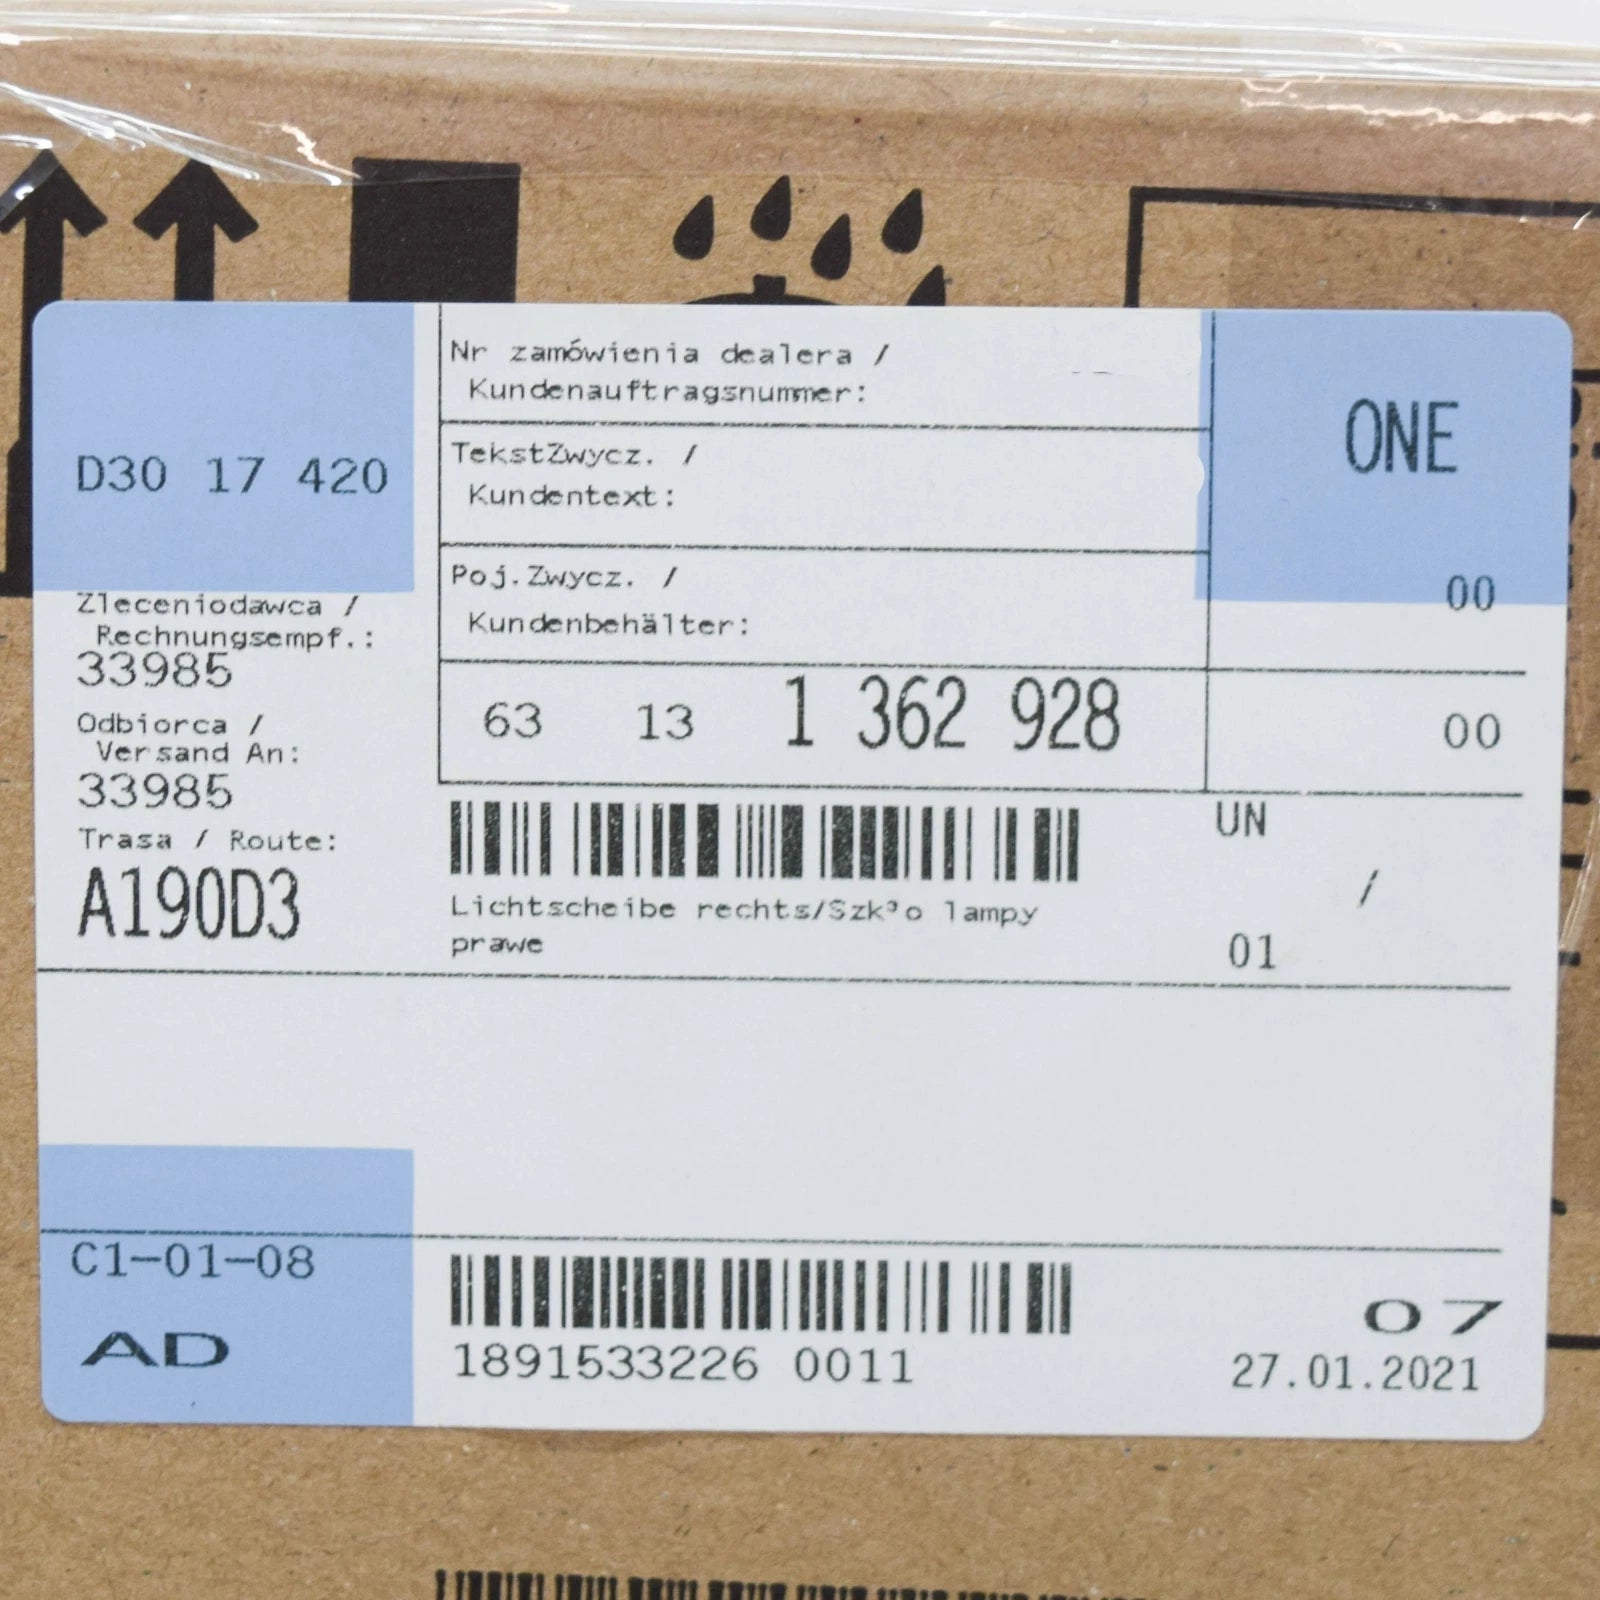 D30 17 420
Nr zamówienia dealera /
Kundenauftragsnummer:
TekstZwycz. /
Kundentext:
Poj.Zwycz. /
Kundenbehälter:
ONE
00
Zleceniodawca /
Rechnungsempf.:
33985
Odbiorca /
Versand An:
33985
Trasa / Route:
A190D3
63 13 1 362 928
00
Lichtscheibe rechts/Szk³o lampy
prawe
UN
/
01
C1-01-08
AD
1891533226 0011
07
27.01.2021